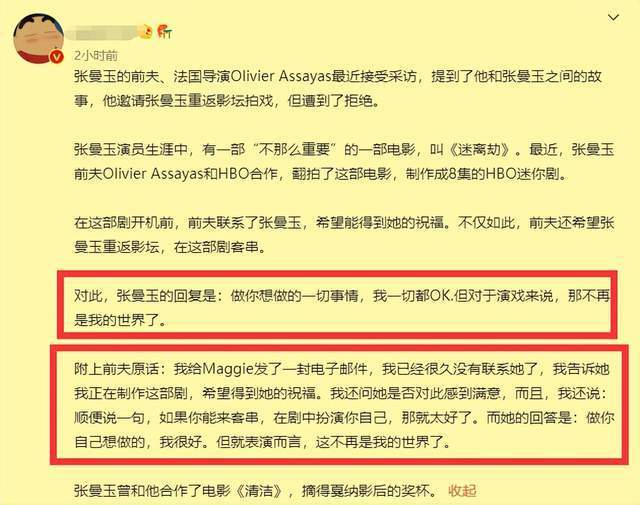 2小时前
张曼玉的前夫、法国导演Olivier Assayas最近接受采访，提到了他和张曼玉之间的故
事，他邀请张曼玉重返影坛拍戏，但遭到了拒绝。
张曼玉演员生涯中，有一部“不那么重要”的一部电影，叫《迷离劫》。最近，张曼玉
前夫Olivier Assayas和HBO合作，翻拍了这部电影，制作成8集的HBO迷你剧。
在这部剧开机前，前夫联系了张曼玉，希望能得到她的祝福。不仅如此，前夫还希望张
曼玉重返影坛，在这部剧客串。
对此，张曼玉的回复是：做你想做的一切事情，我一切都OK.但对于演戏来说，那不再
是我的世界了。
附上前夫原话：我给Maggie发了一封电子邮件，我已经很久没有联系她了，我告诉她
我正在制作这部剧，希望得到她的祝福。我还问她是否对此感到满意，而且，我还说：
顺便说一句，如果你能来客串，在剧中扮演你自己，那就太好了。而她的回答是：做你
自己想做的，我很好。但就表演而言，这不再是我的世界了。
张曼玉曾和他合作了电影《清洁》，摘得戛纳影后的奖杯。 收起